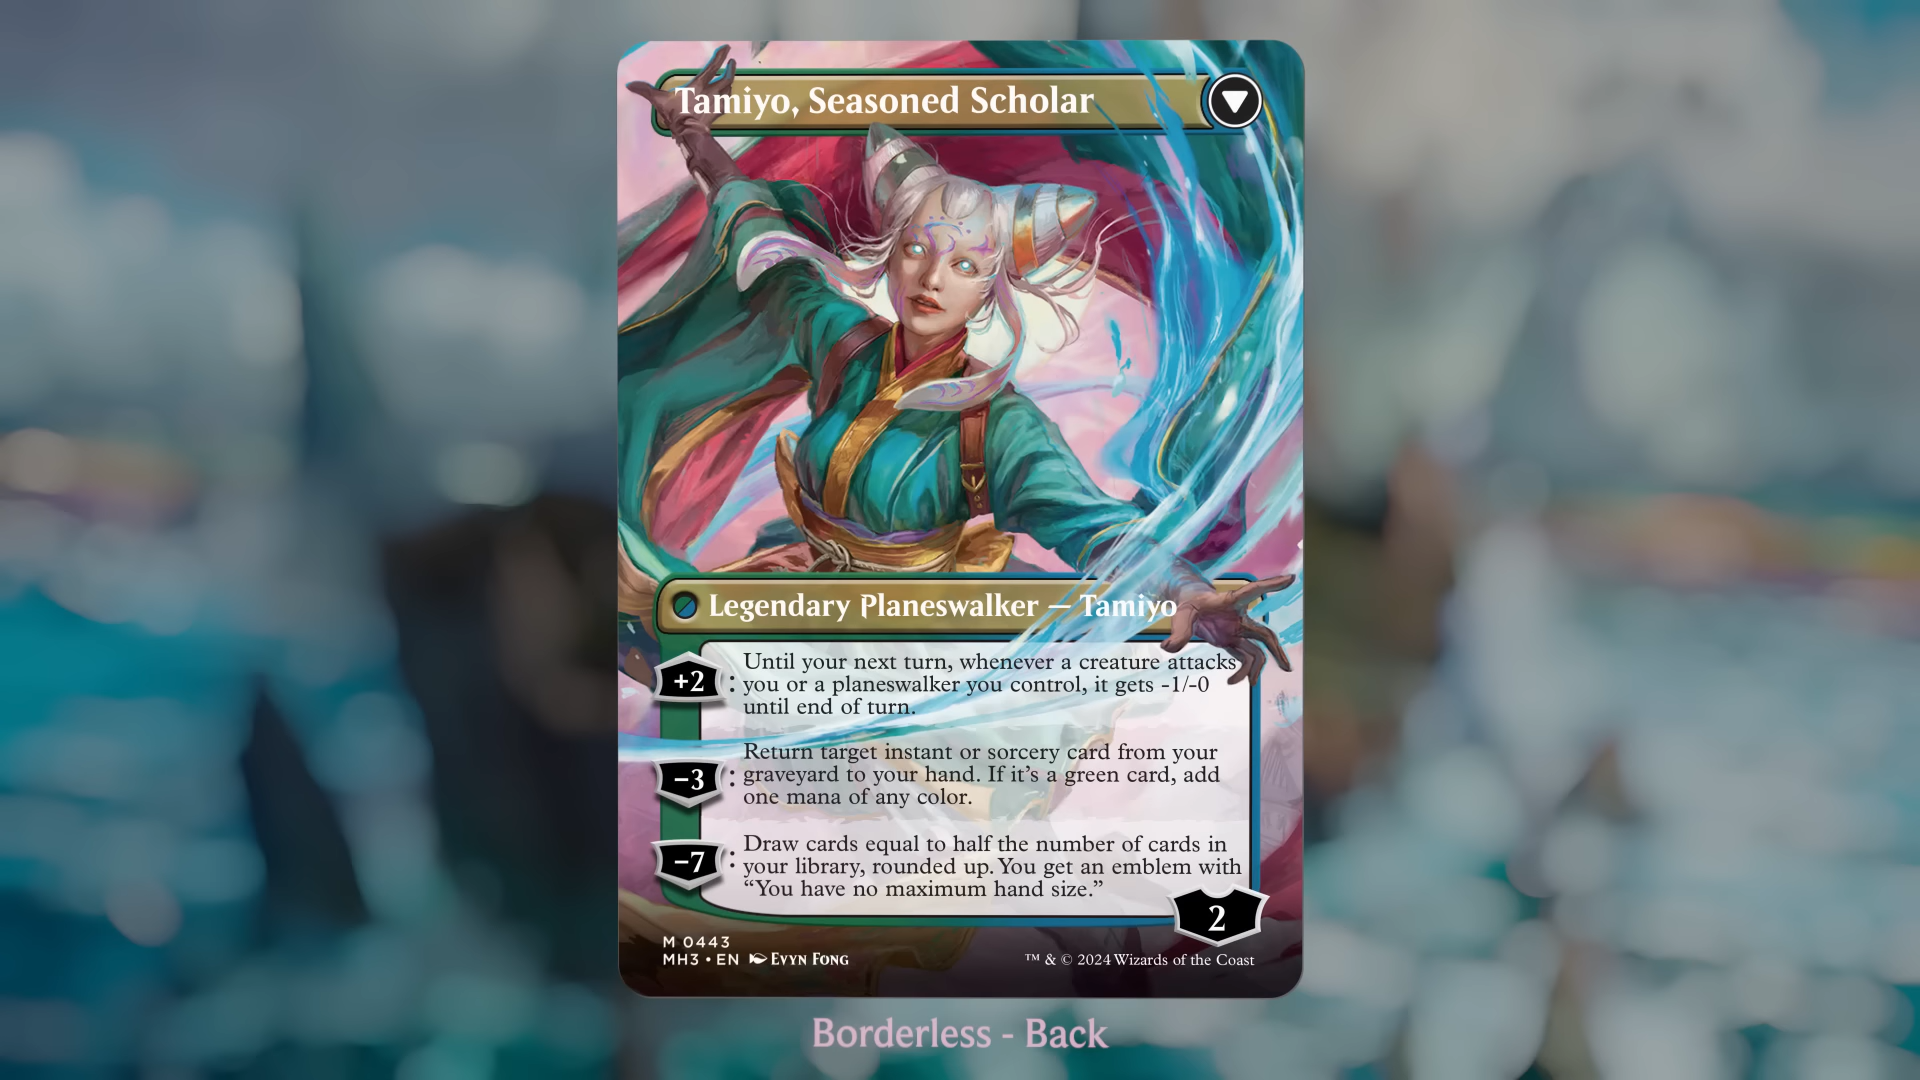 Tamiyo, Seasoned Scholar
Legendary Planeswalker — Tamiyo
+2 : Until your next turn, whenever a creature attacks
you or a planeswalker you control, it gets -1/-0
until end of turn.
−3 : Return target instant or sorcery card from your
graveyard to your hand. If it's a green card, add
one mana of any color.
−7 : Draw cards equal to half the number of cards in
your library, rounded up. You get an emblem with
“You have no maximum hand size.”
2
M 0443
MH3 • EN Evyn Fong
™ & © 2024 Wizards of the Coast
Borderless - Back